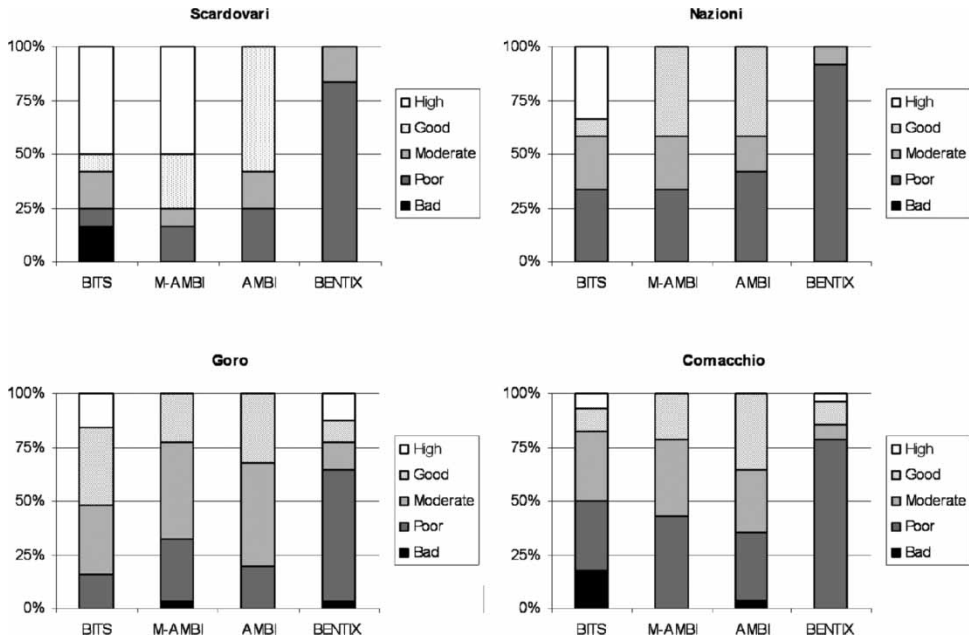 Scardovari
100%
75%
50%
25%
0%
BITS M-AMBI AMBI BENTIX
High
Good
Moderate
Poor
Bad
Nazioni
100%
75%
50%
25%
0%
BITS M-AMBI AMBI BENTIX
High
Good
Moderate
Poor
Bad
Goro
100%
75%
50%
25%
0%
BITS M-AMBI AMBI BENTIX
High
Good
Moderate
Poor
Bad
Comacchio
100%
75%
50%
25%
0%
BITS M-AMBI AMBI BENTIX
High
Good
Moderate
Poor
Bad